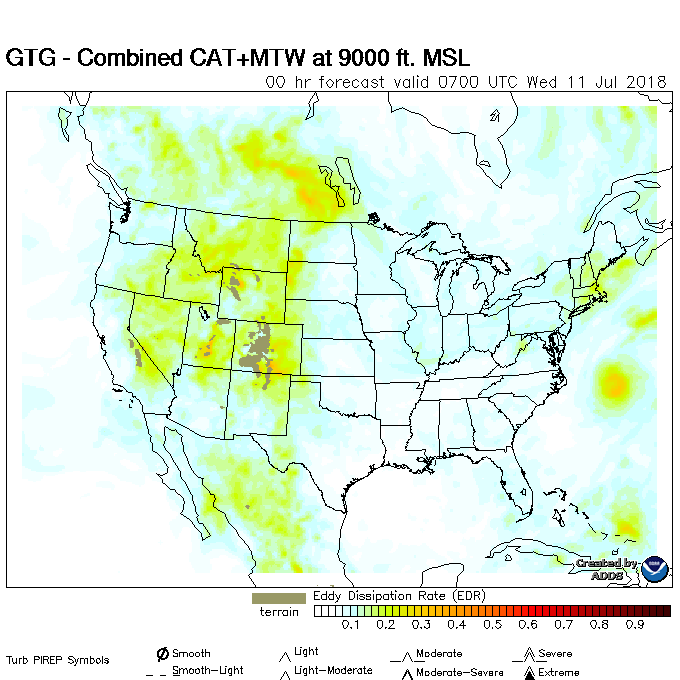 GTG - Combined CAT+MTW at 9000 ft. MSL
00 hr forecast valid 0700 UTC Wed 11 Jul 2018
Created by
ADDS
Eddy Dissipation Rate (EDR)
terrain
0.1 0.2 0.3 0.4 0.5 0.6 0.7 0.8 0.9
Turb PIREP Symbols
Smooth Light Moderate Severe
Smooth-Light Light-Moderate Moderate-Severe Extreme